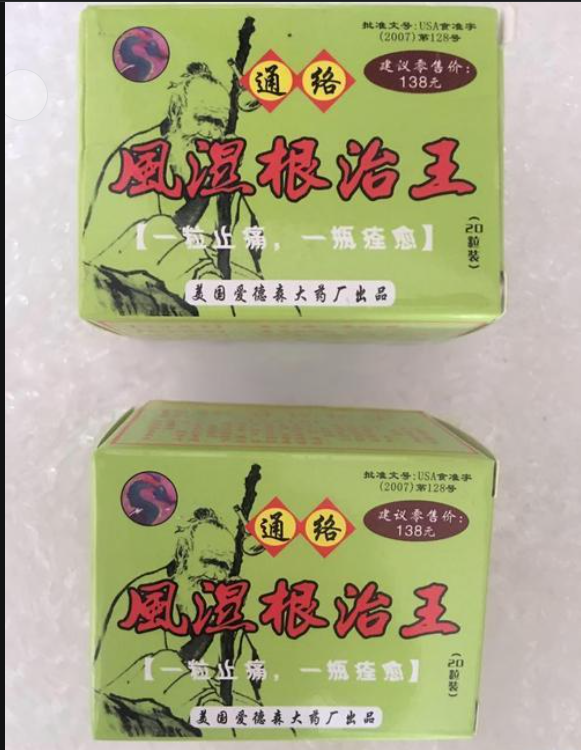 批准文号:USA食准字
(2007)第128号
通络
建议零售价:
138元
風湿根治王
【一粒止痛,一瓶痊愈】
(20粒装)
美国爱德森大药厂出品
批准文号:USA食准字
(2007)第128号
通络
建议零售价:
138元
風湿根治王
【一粒止痛,一瓶痊愈】
(20粒装)
美国爱德森大药厂出品